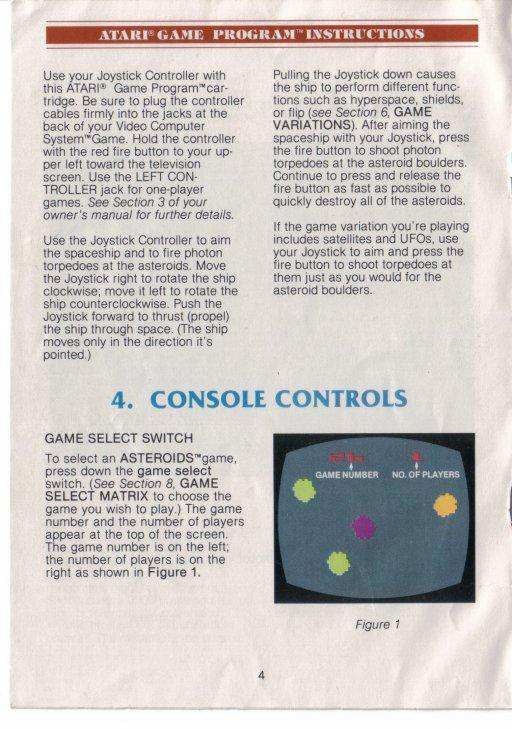 ATARI® GAME PROGRAM™ INSTRUCTIONS
Use your Joystick Controller with
this ATARI® Game Program™ car-
tridge. Be sure to plug the controller
cables firmly into the jacks at the
back of your Video Computer
System™ Game. Hold the controller
with the red fire button to your up-
per left toward the television
screen. Use the LEFT CON-
TROLLER jack for one-player
games. See Section 3 of your
owner's manual for further details.
Use the Joystick Controller to aim
the spaceship and to fire photon
torpedoes at the asteroids. Move
the Joystick right to rotate the ship
clockwise; move it left to rotate the
ship counterclockwise. Push the
Joystick forward to thrust (propel)
the ship through space. (The ship
moves only in the direction it's
pointed.)
Pulling the Joystick down causes
the ship to perform different func-
tions such as hyperspace, shields,
or flip (see Section 6, GAME
VARIATIONS). After aiming the
spaceship with your Joystick, press
the fire button to shoot photon
torpedoes at the asteroid boulders.
Continue to press and release the
fire button as fast as possible to
quickly destroy all of the asteroids.
If the game variation you're playing
includes satellites and UFOs, use
your Joystick to aim and press the
fire button to shoot torpedoes at
them just as you would for the
asteroid boulders.
4. CONSOLE CONTROLS
GAME SELECT SWITCH
To select an ASTEROIDS™ game,
press down the game select
switch. (See Section 8, GAME
SELECT MATRIX to choose the
game you wish to play.) The game
number and the number of players
appear at the top of the screen.
The game number is on the left;
the number of players is on the
right as shown in Figure 1.
1
GAME NUMBER NO. OF PLAYERS
Figure 1
4